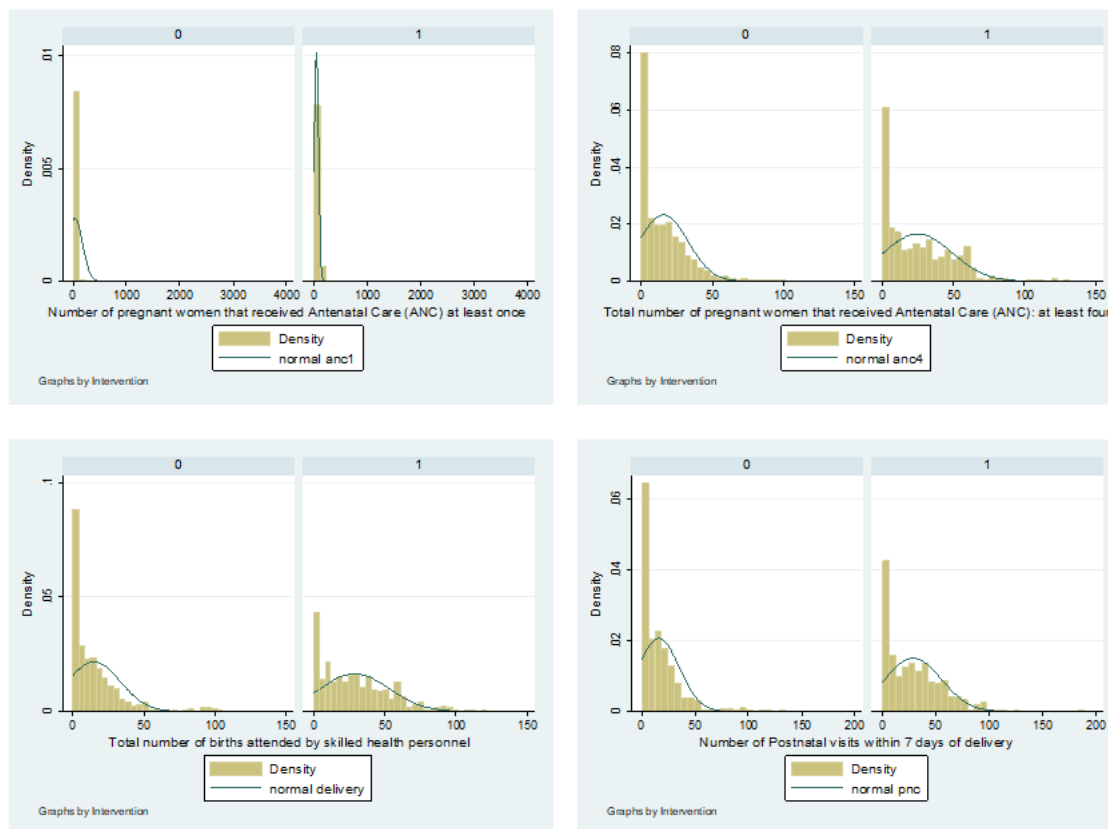 0 1
.01
.005
0
Density
0 1000 2000 3000 4000 0 1000 2000 3000 4000
Number of pregnant women that received Antenatal Care (ANC) at least once
Density
normal anc1
Graphs by Intervention
0 1
.08
.06
.04
.02
0
Density
0 50 100 150 0 50 100 150
Total number of pregnant women that received Antenatal Care (ANC): at least four
Density
normal anc4
Graphs by Intervention
0 1
.1
.05
0
Density
0 50 100 150 0 50 100 150
Total number of births attended by skilled health personnel
Density
normal delivery
Graphs by Intervention
0 1
.06
.04
.02
0
Density
0 50 100 150 200 0 50 100 150 200
Number of Postnatal visits within 7 days of delivery
Density
normal pnc
Graphs by Intervention